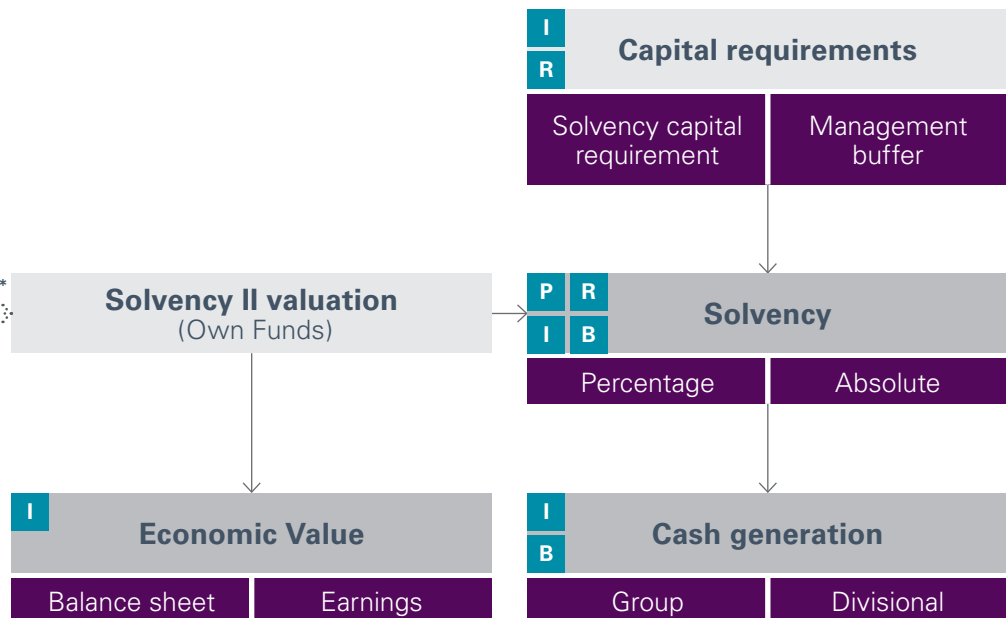 I
R
Capital requirements
Solvency capital
requirement
Management
buffer
*
Solvency II valuation
(Own Funds)
P R
I B
Solvency
Percentage
Absolute
I
Economic Value
Balance sheet
Earnings
I
B
Cash generation
Group
Divisional